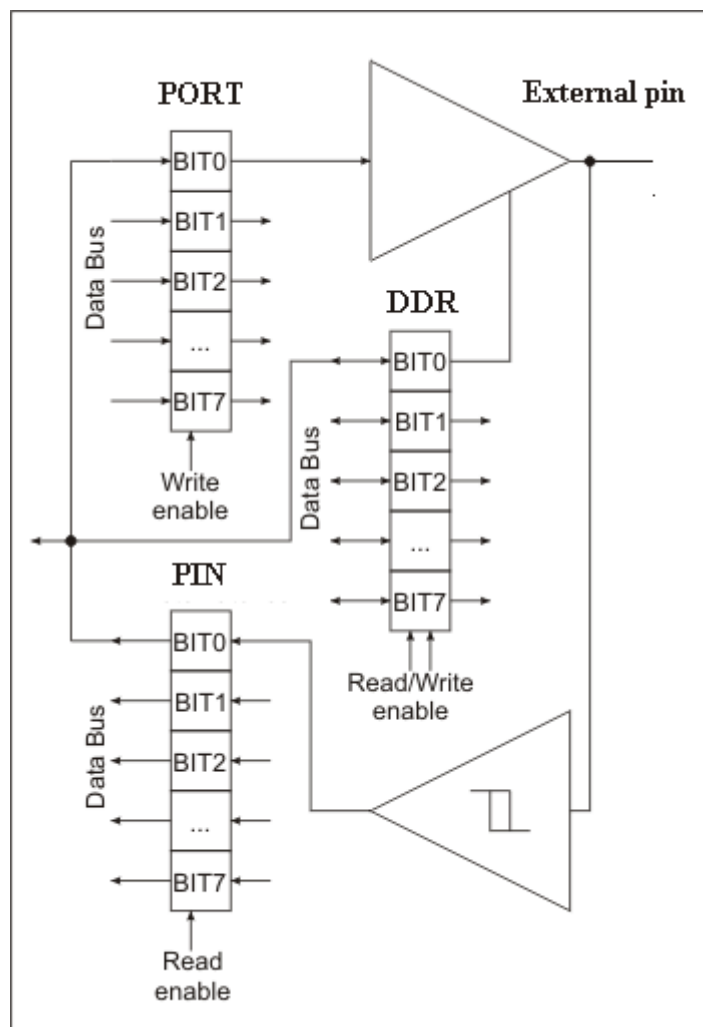 PORT
External pin
BIT0
BIT1
BIT2
...
BIT7
Data Bus
Write
enable
DDR
BIT0
BIT1
BIT2
...
BIT7
Data Bus
Read/Write
enable
PIN
BIT0
BIT1
BIT2
...
BIT7
Data Bus
Read
enable